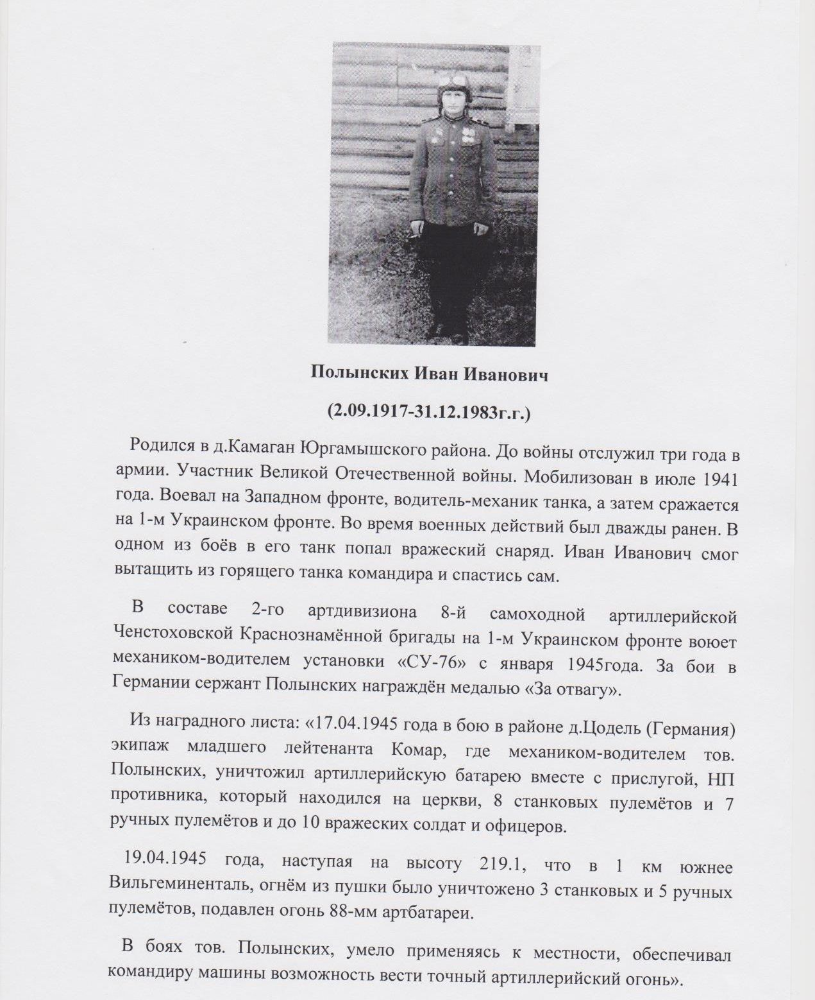 Полынских Иван Иванович
(2.09.1917-31.12.1983г.г.)
Родился в д.Камаган Юргамышского района. До войны отслужил три года в
армии. Участник Великой Отечественной войны. Мобилизован в июле 1941
года. Воевал на Западном фронте, водитель-механик танка, а затем сражается
на 1-м Украинском фронте. Во время военных действий был дважды ранен. В
одном из боёв в его танк попал вражеский снаряд. Иван Иванович смог
вытащить из горящего танка командира и спастись сам.
В составе 2-го артдивизиона 8-й самоходной артиллерийской
Ченстоховской Краснознамённой бригады на 1-м Украинском фронте воюет
механиком-водителем установки «СУ-76» с января 1945года. За бои в
Германии сержант Полынских награждён медалью «За отвагу».
Из наградного листа: «17.04.1945 года в бою в районе д.Цодель (Германия)
экипаж младшего лейтенанта Комар, где механиком-водителем тов.
Полынских, уничтожил артиллерийскую батарею вместе с прислугой, НП
противника, который находился на церкви, 8 станковых пулемётов и 7
ручных пулемётов и до 10 вражеских солдат и офицеров.
19.04.1945 года, наступая на высоту 219.1, что в 1 км южнее
Вильгеминенталь, огнём из пушки было уничтожено 3 станковых и 5 ручных
пулемётов, подавлен огонь 88-мм артбатареи.
В боях тов. Полынских, умело применяясь к местности, обеспечивал
командиру машины возможность вести точный артиллерийский огонь».